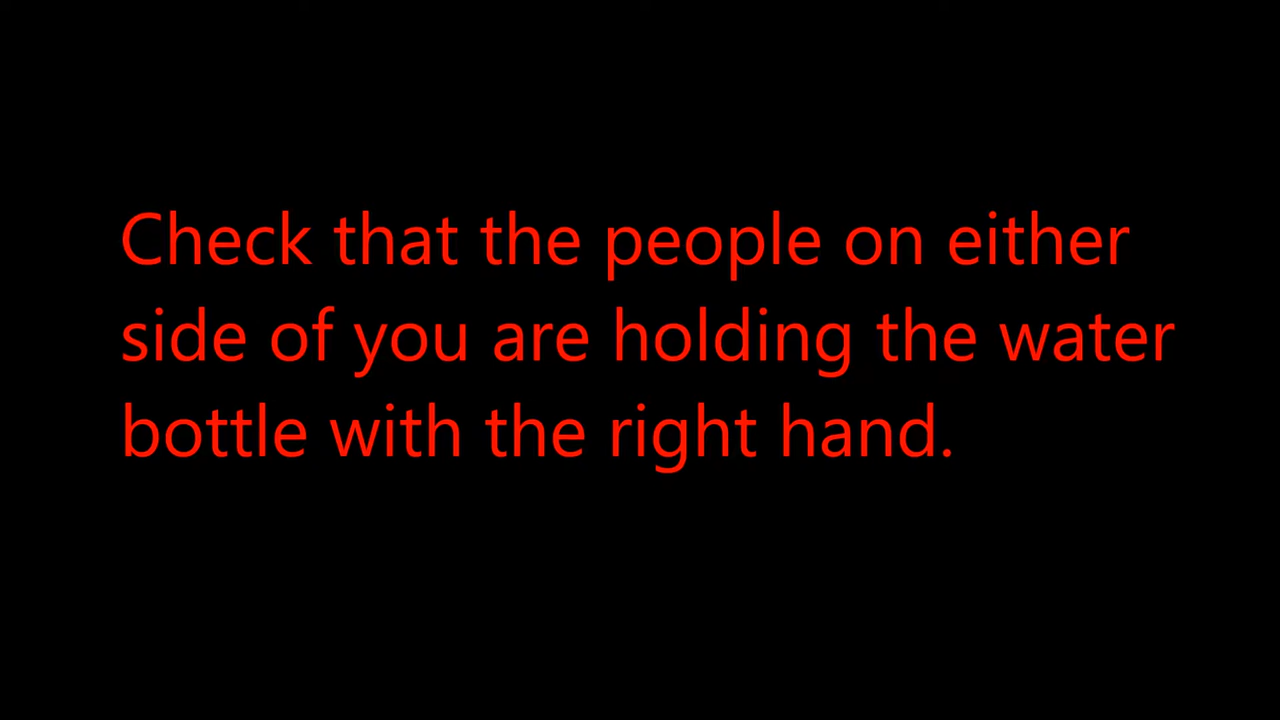 Check that the people on either
side of you are holding the water
bottle with the right hand.